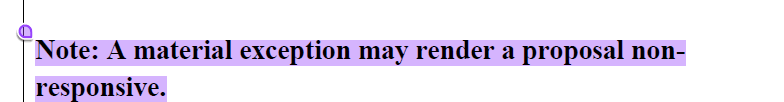 Note: A material exception may render a proposal non-
responsive.